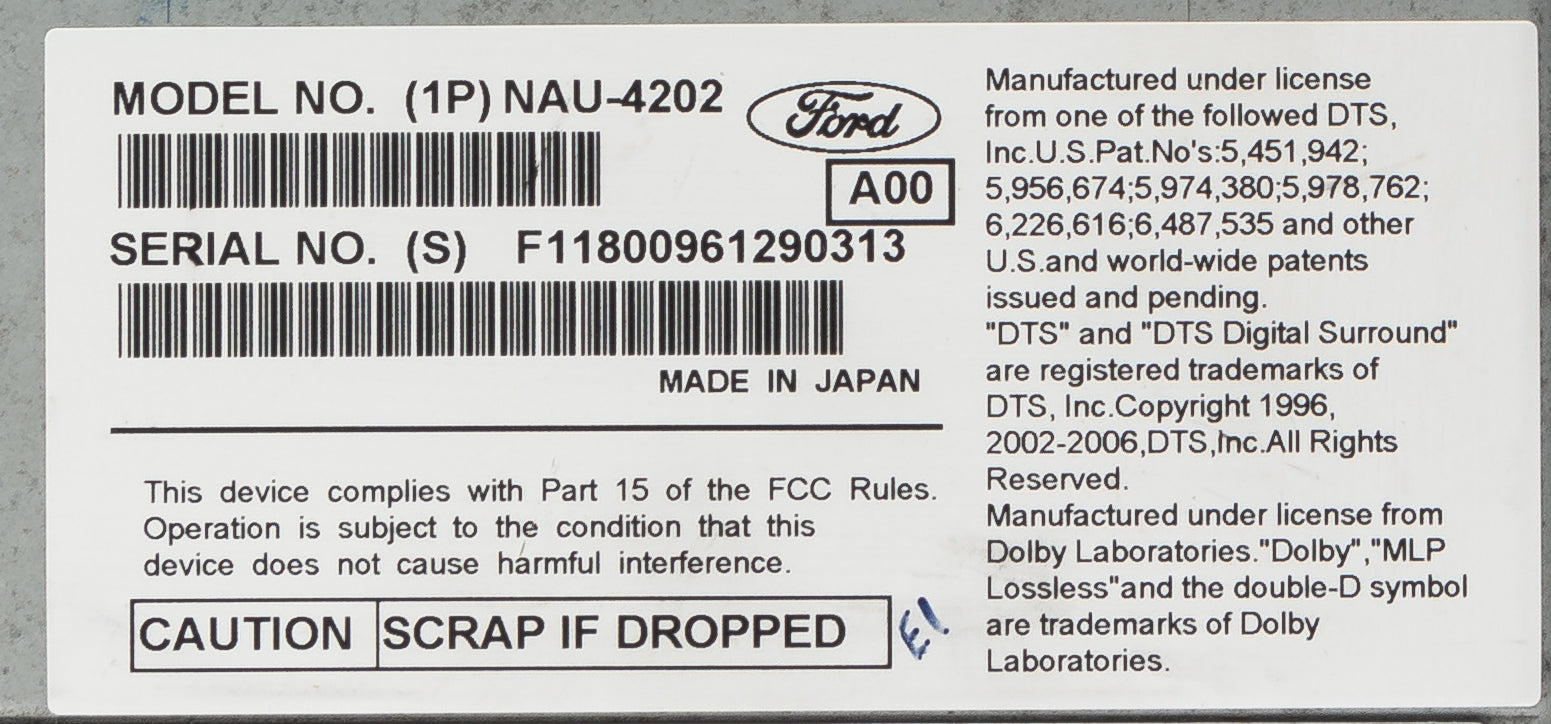 MODEL NO. (1P) NAU-4202
Ford
A00
SERIAL NO. (S) F11800961290313
MADE IN JAPAN
This device complies with Part 15 of the FCC Rules.
Operation is subject to the condition that this
device does not cause harmful interference.
CAUTION SCRAP IF DROPPED
E1
Manufactured under license
from one of the followed DTS,
Inc.U.S.Pat.No's:5,451,942;
5,956,674;5,974,380;5,978,762;
6,226,616;6,487,535 and other
U.S.and world-wide patents
issued and pending.
"DTS" and "DTS Digital Surround"
are registered trademarks of
DTS, Inc.Copyright 1996,
2002-2006,DTS,Inc.All Rights
Reserved.
Manufactured under license from
Dolby Laboratories."Dolby","MLP
Lossless"and the double-D symbol
are trademarks of Dolby
Laboratories.